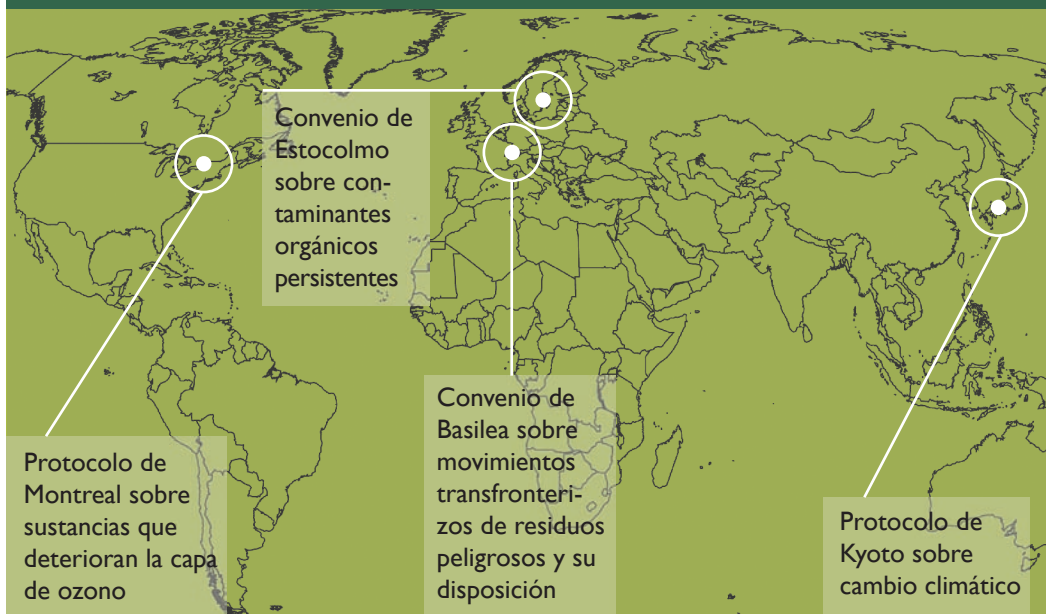 Convenio de
Estocolmo
sobre con-
taminantes
orgánicos
persistentes
Protocolo de
Montreal sobre
sustancias que
deterioran la capa
de ozono
Convenio de
Basilea sobre
movimientos
transfronteri-
zos de residuos
peligrosos y su
disposición
Protocolo de
Kyoto sobre
cambio climático